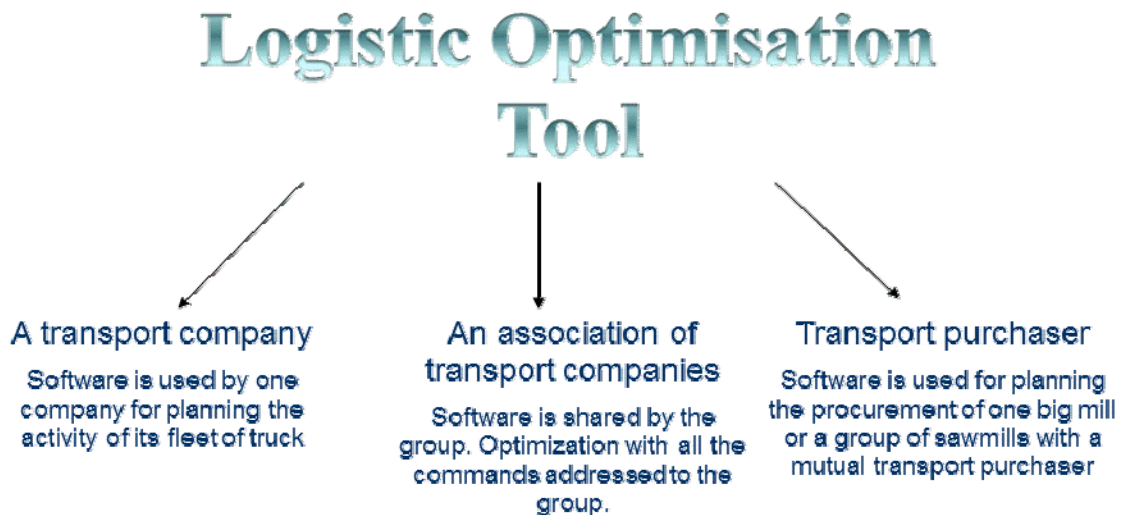 Logistic Optimisation
Tool
A transport company
Software is used by one
company for planning the
activity of its fleet of truck
An association of
transport companies
Software is shared by the
group. Optimization with all the
commands addressed to the
group.
Transport purchaser
Software is used for planning
the procurement of one big mill
or a group of sawmills with a
mutual transport purchaser